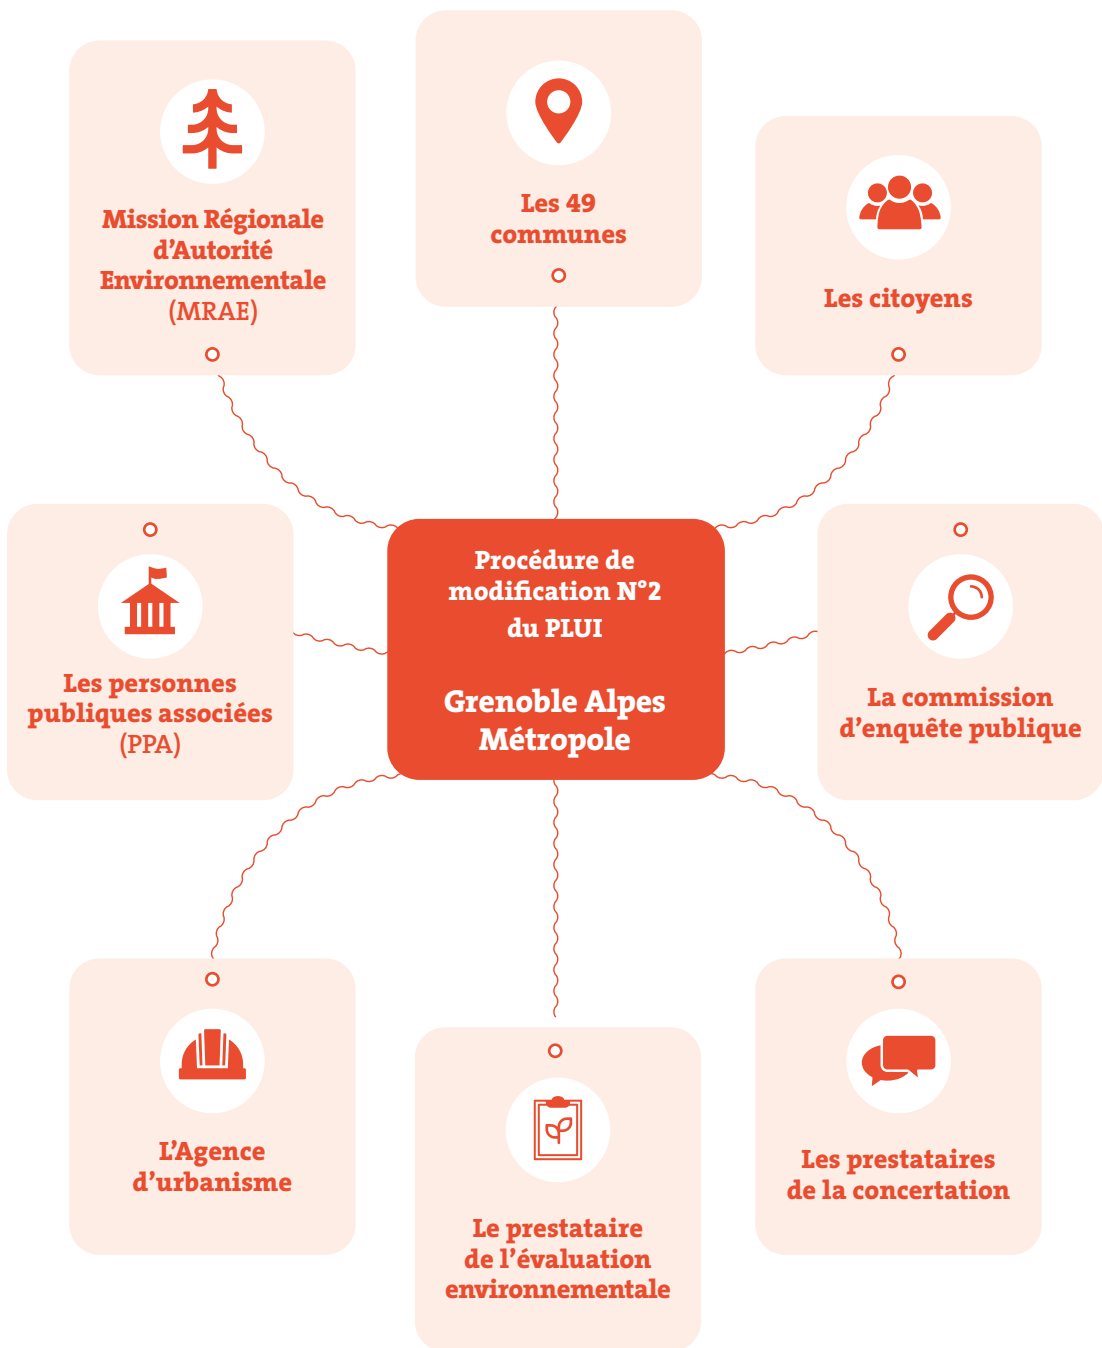 Mission Régionale
d'Autorité
Environnementale
(MRAE)
Les 49
communes
Les citoyens
Procédure de
modification N°2
du PLUI
Grenoble Alpes
Métropole
Les personnes
publiques associées
(PPA)
La commission
d'enquête publique
L'Agence
d'urbanisme
Le prestataire
de l'évaluation
environnementale
Les prestataires
de la concertation